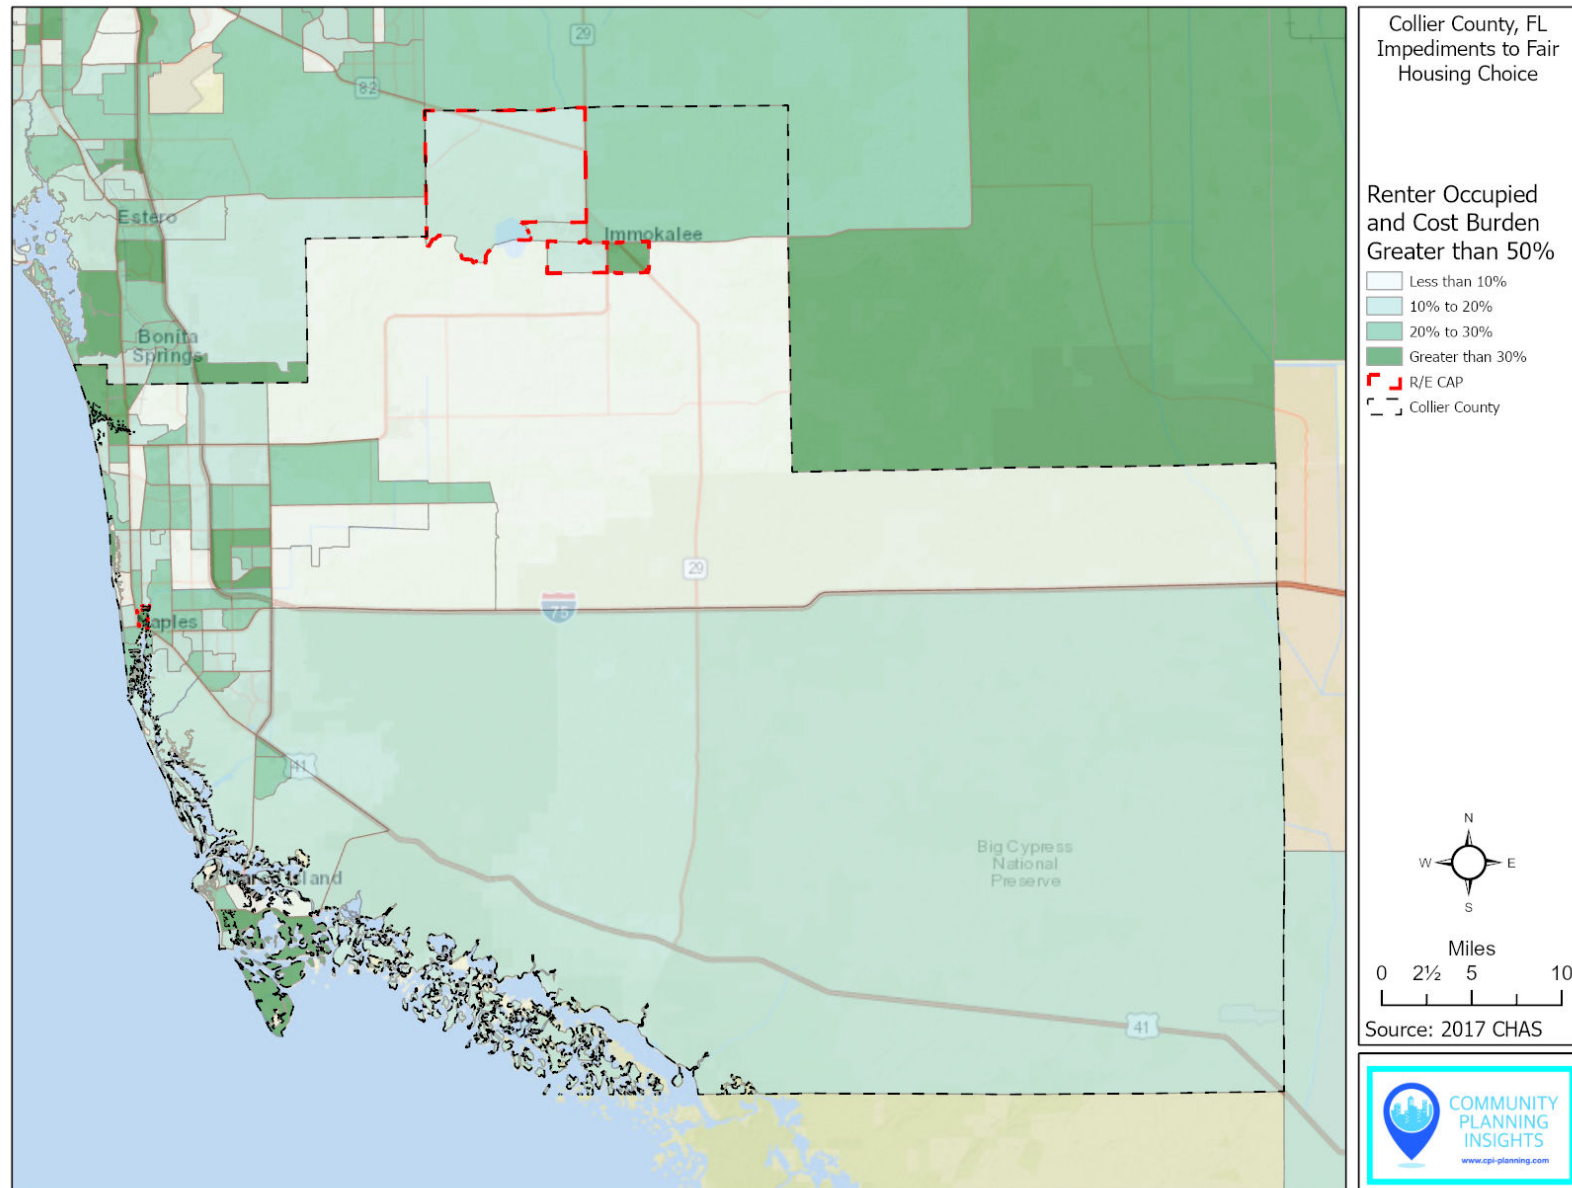 Collier County, FL
Impediments to Fair
Housing Choice
Renter Occupied
and Cost Burden
Greater than 50%
Less than 10%
10% to 20%
20% to 30%
Greater than 30%
R/E CAP
Collier County
29
82
Estero
Immokalee
Bonita
Springs
29
75
Naples
41
Big Cypress
National
Preserve
Marco Island
41
N
W E
S
Miles
0 2½ 5 10
Source: 2017 CHAS
COMMUNITY
PLANNING
INSIGHTS
www.cpi-planning.com